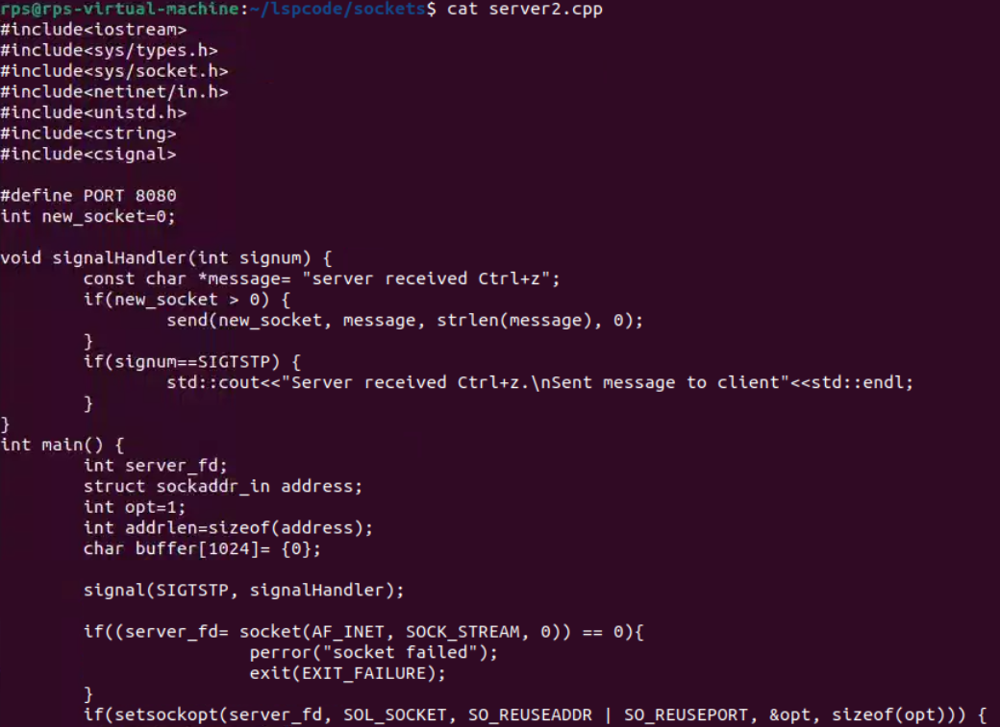 rps@rps-virtual-machine:~/lspcode/sockets$ cat server2.cpp
#include<iostream>
#include<sys/types.h>
#include<sys/socket.h>
#include<netinet/in.h>
#include<unistd.h>
#include<cstring>
#include<csignal>

#define PORT 8080
int new_socket=0;

void signalHandler(int signum) {
        const char *message= "server received Ctrl+z";
        if(new_socket > 0) {
                send(new_socket, message, strlen(message), 0);
        }
        if(signum==SIGTSTP) {
                std::cout<<"Server received Ctrl+z.\nSent message to client"<<std::endl;
        }
}
int main() {
        int server_fd;
        struct sockaddr_in address;
        int opt=1;
        int addrlen=sizeof(address);
        char buffer[1024]= {0};

        signal(SIGTSTP, signalHandler);

        if((server_fd= socket(AF_INET, SOCK_STREAM, 0)) == 0){
                        perror("socket failed");
                        exit(EXIT_FAILURE);
        }
        if(setsockopt(server_fd, SOL_SOCKET, SO_REUSEADDR | SO_REUSEPORT, &opt, sizeof(opt))) {